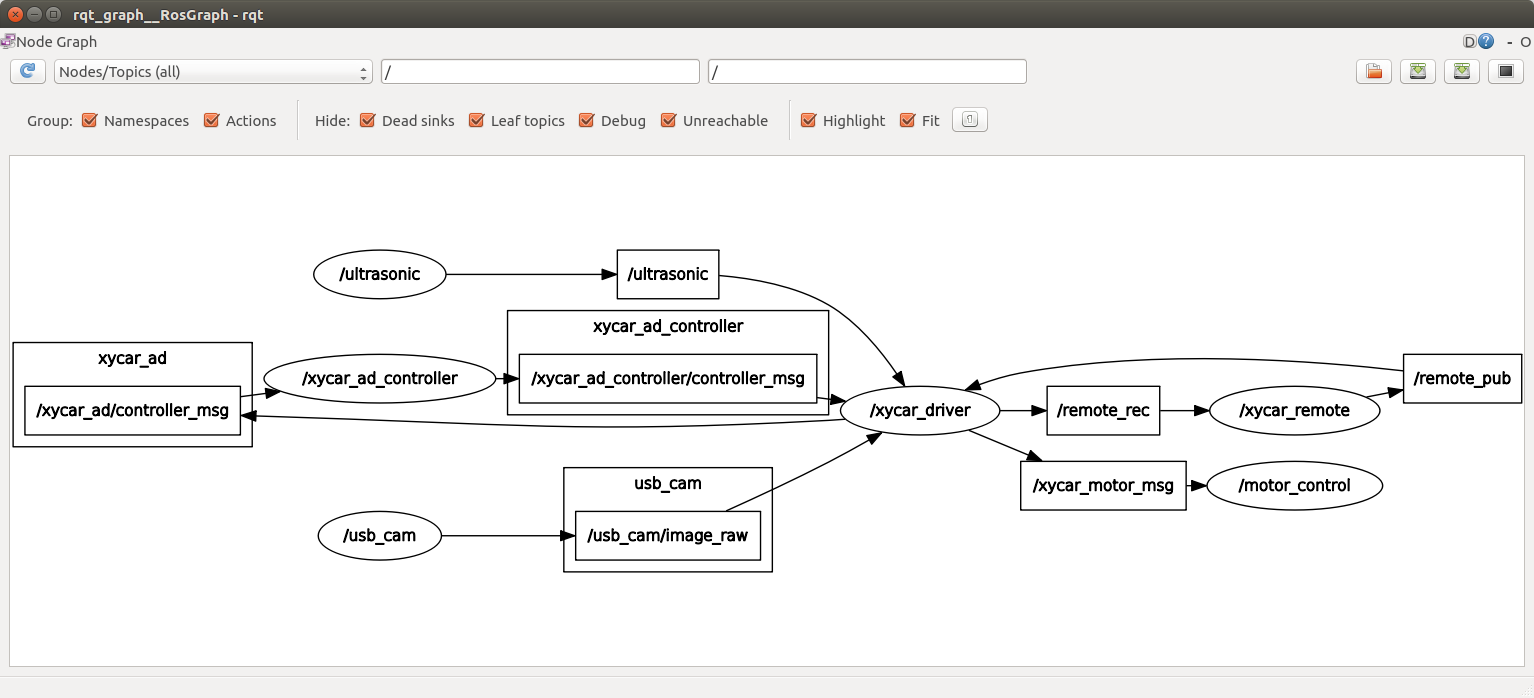 rqt_graph__RosGraph - rqt
Node Graph
D ? - O
Nodes/Topics (all)
/
/
Group: Namespaces Actions Hide: Dead sinks Leaf topics Debug Unreachable Highlight Fit
/ultrasonic
/ultrasonic
xycar_ad_controller
xycar_ad
/xycar_ad_controller
/xycar_ad_controller/controller_msg
/remote_pub
/xycar_ad/controller_msg
/xycar_driver
/remote_rec
/xycar_remote
usb_cam
/xycar_motor_msg
/motor_control
/usb_cam
/usb_cam/image_raw